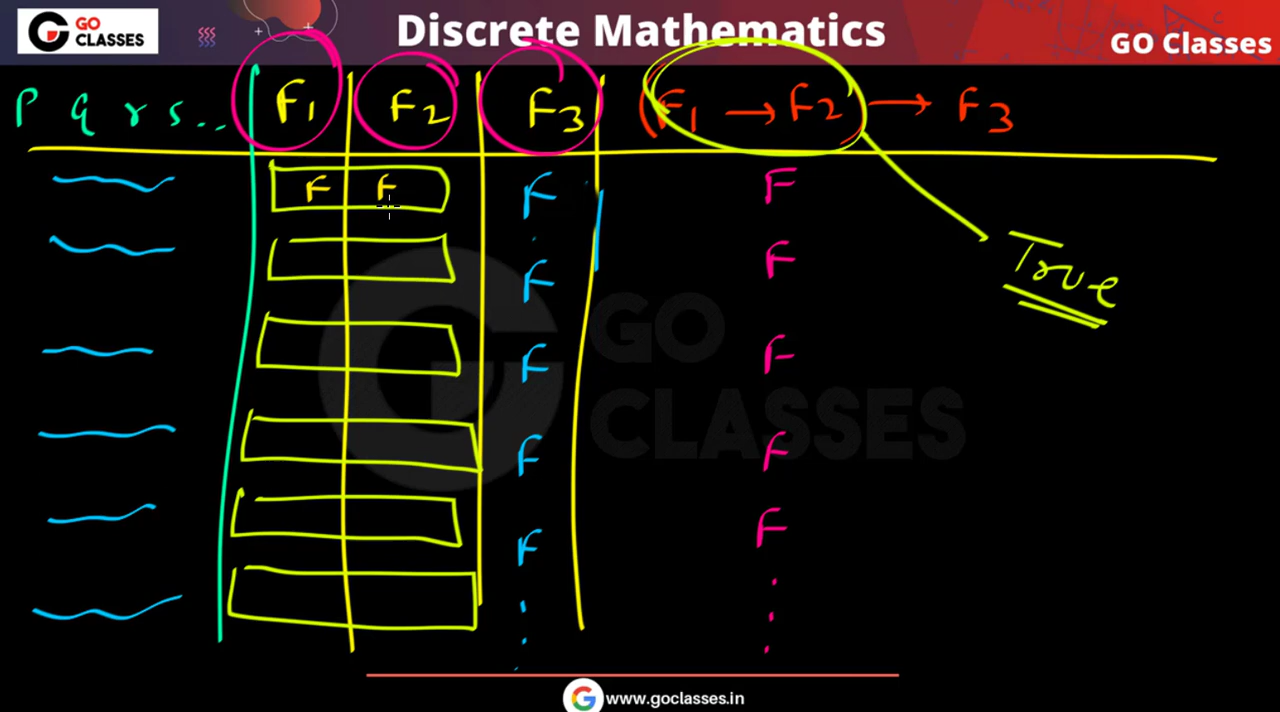 GO
CLASSES
Discrete Mathematics
GO Classes
P q r s .. F1 F2 F3 (F1 → F2) → F3
F F F F
F F
True
F F
F F
F F
GO
CLASSES
www.goclasses.in